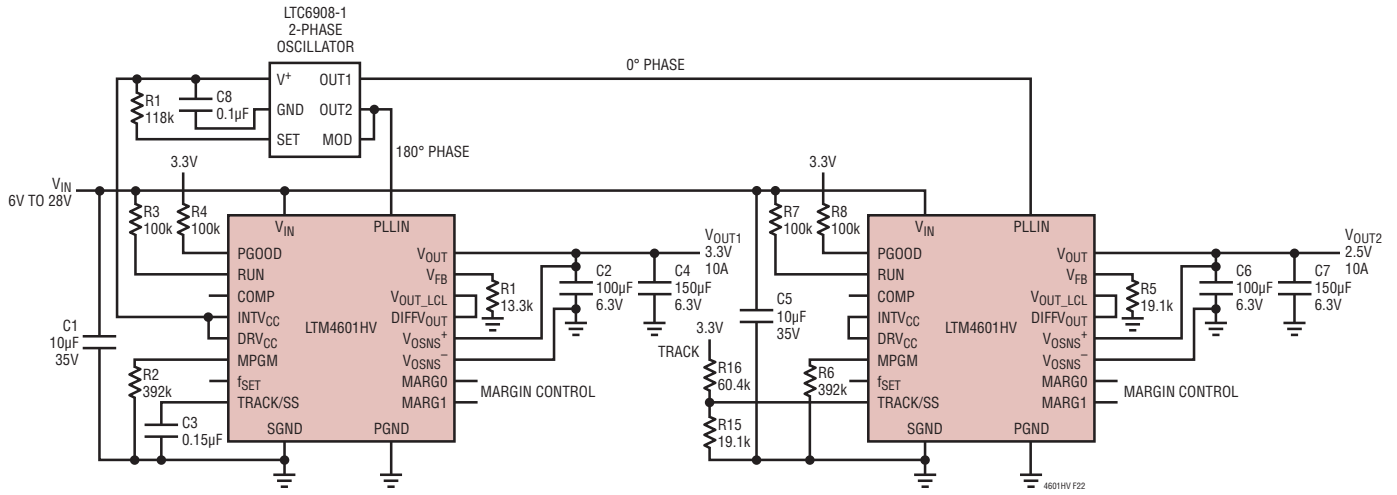 LTC6908-1
2-PHASE
OSCILLATOR
V+ OUT1
GND OUT2
SET MOD
R1
118k
C8
0.1µF
0° PHASE
180° PHASE
VIN
6V TO 28V
3.3V
R3
100k
R4
100k
C1
10µF
35V
R2
392k
C3
0.15µF
VIN PLLIN
PGOOD
RUN
COMP
INTVCC
DRVCC
MPGM
fSET
TRACK/SS
SGND PGND
LTM4601HV
VOUT
VFB
VOUT_LCL
DIFFVOUT
VOSNS+
VOSNS–
MARG0
MARG1
R1
13.3k
C2
100µF
6.3V
C4
150µF
6.3V
VOUT1
3.3V
10A
MARGIN CONTROL
3.3V
R7
100k
R8
100k
C5
10µF
35V
3.3V
TRACK
R16
60.4k
R15
19.1k
R6
392k
VIN PLLIN
PGOOD
RUN
COMP
INTVCC
DRVCC
MPGM
fSET
TRACK/SS
SGND PGND
LTM4601HV
VOUT
VFB
VOUT_LCL
DIFFVOUT
VOSNS+
VOSNS–
MARG0
MARG1
R5
19.1k
C6
100µF
6.3V
C7
150µF
6.3V
VOUT2
2.5V
10A
MARGIN CONTROL
4601HV F22